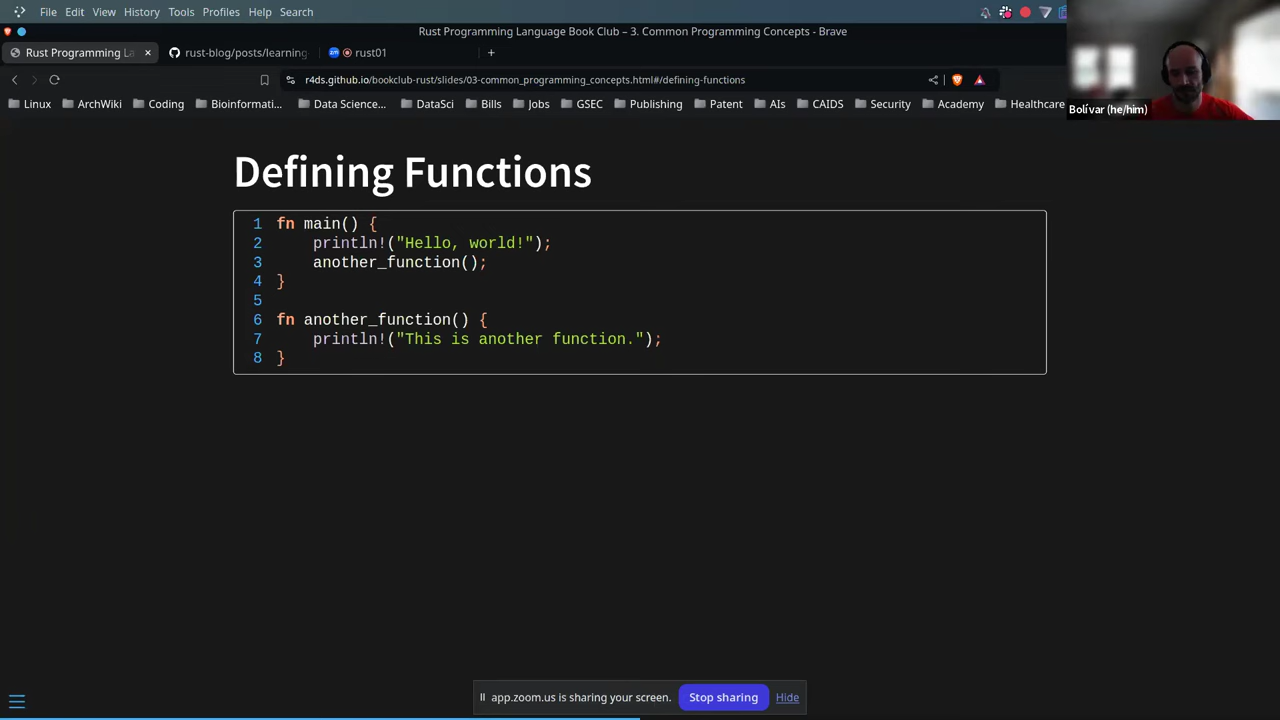 File Edit View History Tools Profiles Help Search
Rust Programming Language Book Club – 3. Common Programming Concepts - Brave
Rust Programming La
rust-blog/posts/learning
rust01
r4ds.github.io/bookclub-rust/slides/03-common_programming_concepts.html#/defining-functions
Linux ArchWiki Coding Bioinformati... Data Science... DataSci Bills Jobs GSEC Publishing Patent AIs CAIDS Security Academy Healthcare
Bolívar (he/him)
Defining Functions
1 fn main() {
2     println!("Hello, world!");
3     another_function();
4 }
5
6 fn another_function() {
7     println!("This is another function.");
8 }
app.zoom.us is sharing your screen. Stop sharing Hide